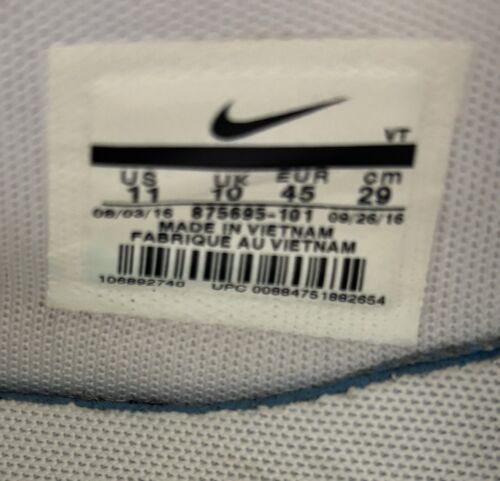 VT
US UK EUR cm
11 10 45 29
08/03/16 875695-101 09/26/16
MADE IN VIETNAM
FABRIQUE AU VIETNAM
106892740 UPC 00884751882654